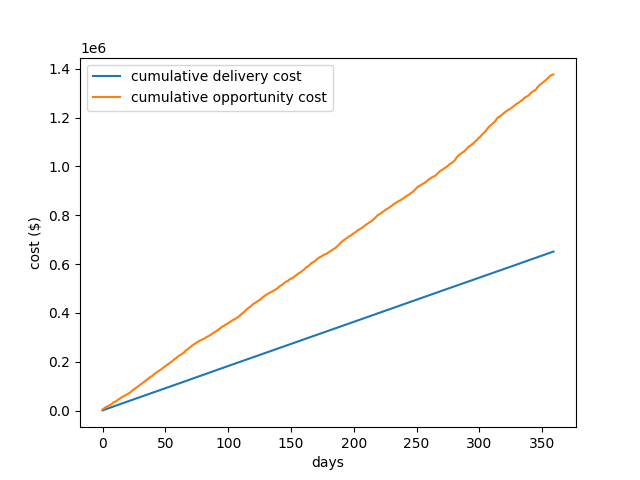 1e6
cumulative delivery cost
cumulative opportunity cost
1.4
1.2
1.0
0.8
0.6
0.4
0.2
0.0
cost ($)
0 50 100 150 200 250 300 350
days